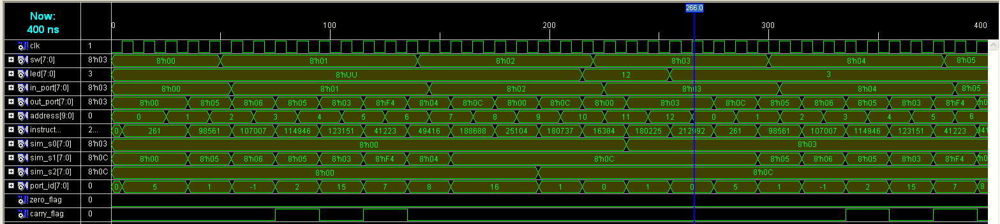 Now:
400 ns
0 100 200 266.0 300 400
clk 1
sw[7:0] 8'h03 8'h00 8'h01 8'h02 8'h03 8'h04 8'h05
led[7:0] 3 8'hUU 12 3
in_port[7:0] 8'h03 8'h00 8'h01 8'h02 8'h03 8'h04 8'h05
out_port[7:0] 8'h03 8'h00 8'h05 8'h06 8'h05 8'h03 8'hF4 8'h04 8'h0C 8'h00 8'h0C 8'h00 8'h03 8'h0C 8'h05 8'h06 8'h05 8'h03 8'hF4
address[9:0] 0 0 1 2 3 4 5 6 7 8 9 10 11 12 0 1 2 3 4 5 6
instruct... 2... 0 261 98561 107007 114946 123151 41223 49416 188688 25104 180737 16384 180225 212992 261 98561 107007 114946 123151 41223
sim_s0[7:0] 8'h03 8'h00 8'h03
sim_s1[7:0] 8'h0C 8'h00 8'h05 8'h06 8'h05 8'h03 8'hF4 8'h04 8'h0C 8'h05 8'h06 8'h05 8'h03 8'hF4
sim_s2[7:0] 8'h0C 8'h00 8'h0C
port_id[7:0] 0 0 5 1 -1 2 15 7 8 16 1 0 1 0 5 1 -1 2 15 7 8
zero_flag 0
carry_flag 0